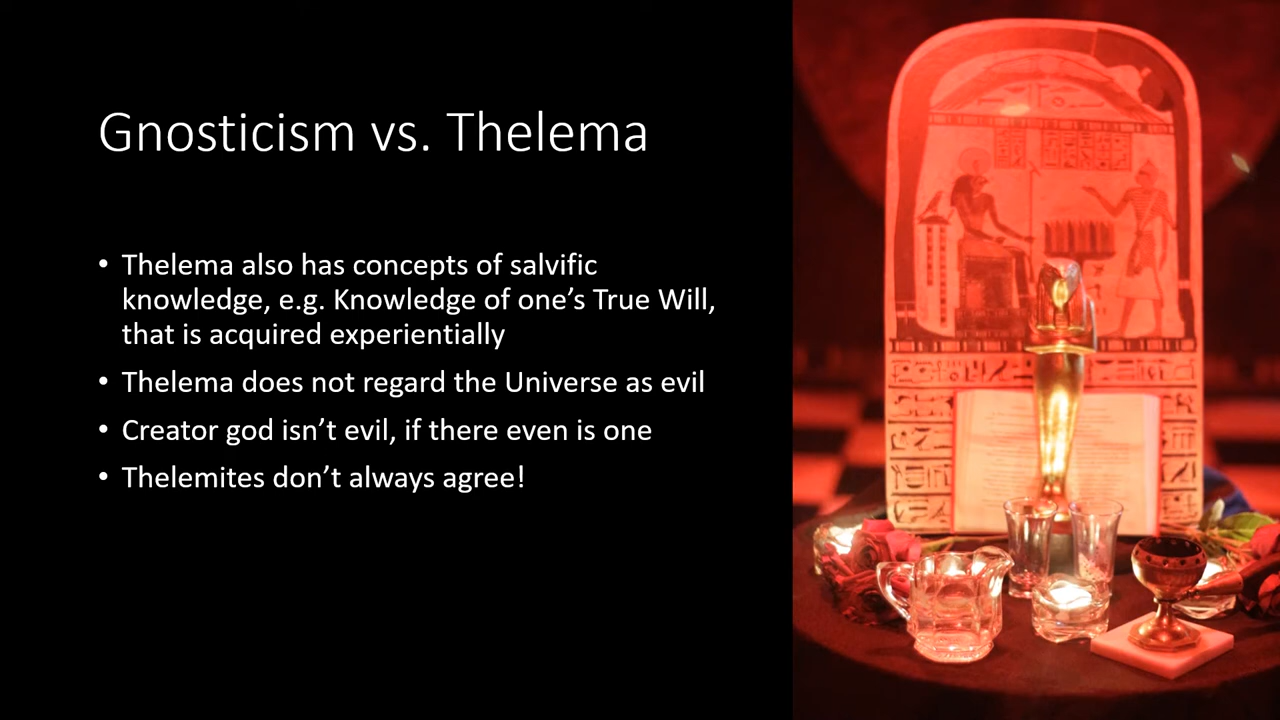 Gnosticism vs. Thelema
• Thelema also has concepts of salvific
knowledge, e.g. Knowledge of one’s True Will,
that is acquired experientially
• Thelema does not regard the Universe as evil
• Creator god isn’t evil, if there even is one
• Thelemites don’t always agree!